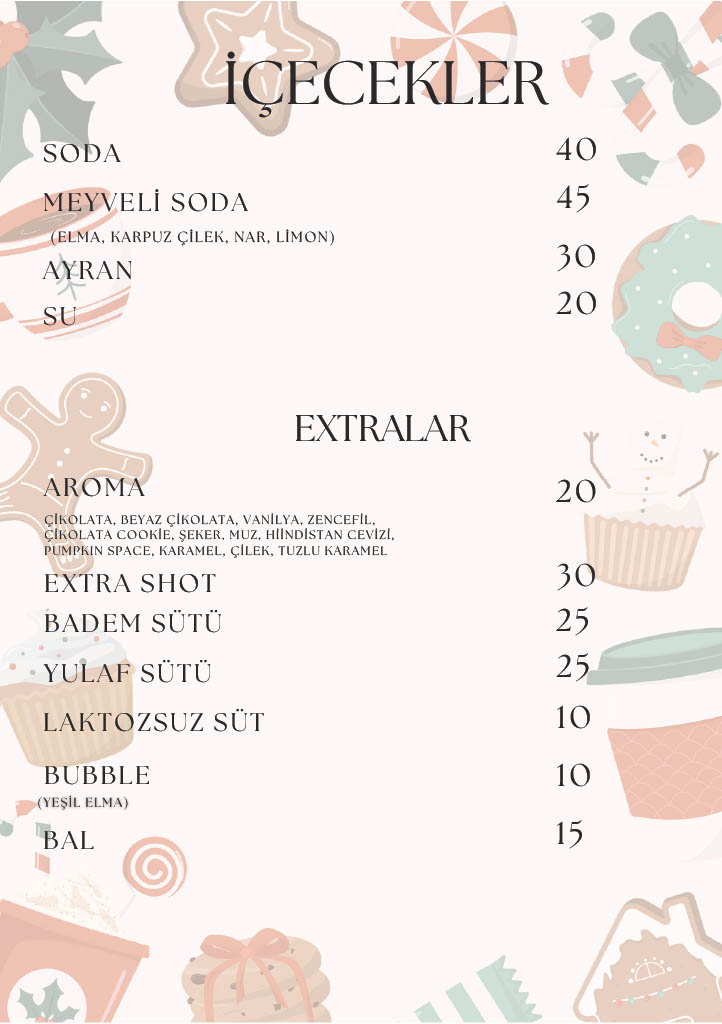 İÇECEKLER
SODA 40
MEYVELİ SODA 45
(ELMA, KARPUZ ÇİLEK, NAR, LİMON)
AYRAN 30
SU 20
EXTRALAR
AROMA 20
ÇİKOLATA, BEYAZ ÇİKOLATA, VANİLYA, ZENCEFİL,
ÇİKOLATA COOKİE, ŞEKER, MUZ, HİİNDİSTAN CEVİZİ,
PUMPKIN SPACE, KARAMEL, ÇİLEK, TUZLU KARAMEL
EXTRA SHOT 30
BADEM SÜTÜ 25
YULAF SÜTÜ 25
LAKTOZSUZ SÜT 10
BUBBLE 10
(YEŞİL ELMA)
BAL 15